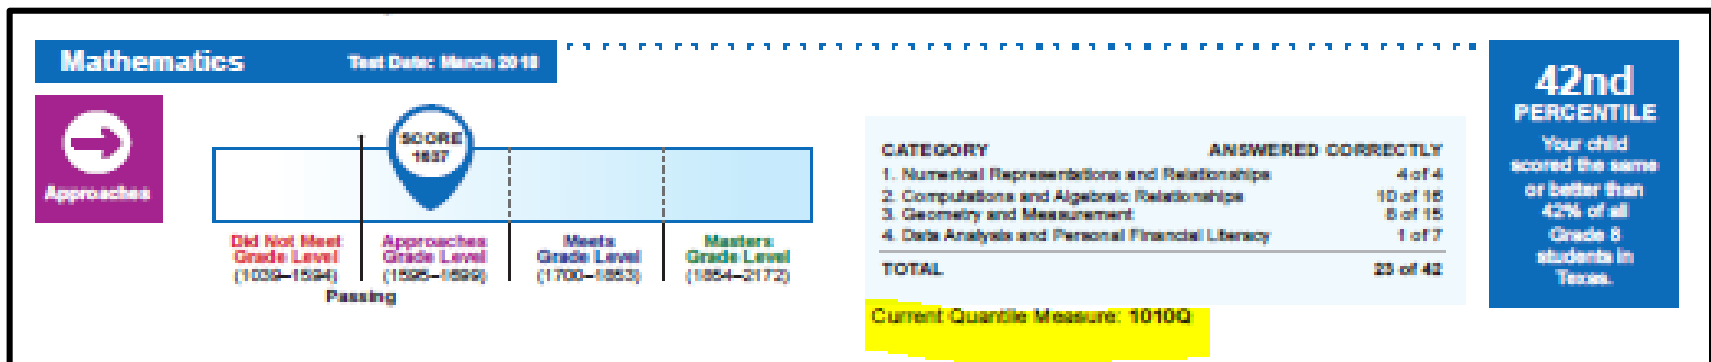 Mathematics
Test Date: March 2018
Approaches
SCORE
1637
Did Not Meet
Grade Level
(1039–1594)
Passing
Approaches
Grade Level
(1595–1699)
Meets
Grade Level
(1700–1853)
Masters
Grade Level
(1854–2172)
CATEGORY ANSWERED CORRECTLY
1. Numerical Representations and Relationships 4 of 4
2. Computations and Algebraic Relationships 10 of 16
3. Geometry and Measurement 8 of 15
4. Data Analysis and Personal Financial Literacy 1 of 7
TOTAL 23 of 42
Current Quantile Measure: 1010Q
42nd
PERCENTILE
Your child
scored the same
or better than
42% of all
Grade 8
students in
Texas.